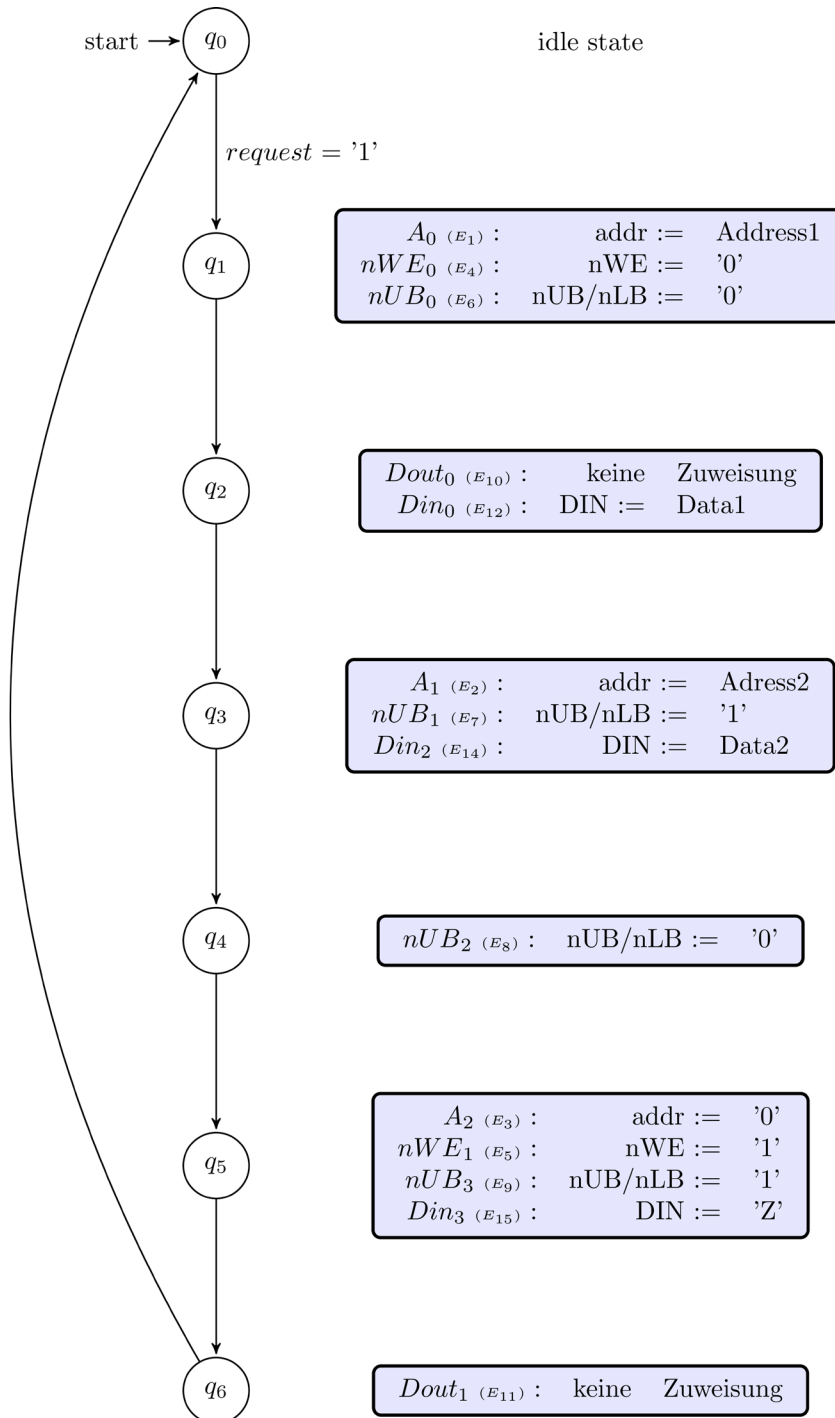 start q₀ idle state
request = ’1’
q₁
A₀ (E₁) : addr := Address1
nWE₀ (E₄) : nWE := ’0’
nUB₀ (E₆) : nUB/nLB := ’0’
q₂
Dout₀ (E₁₀) : keine Zuweisung
Din₀ (E₁₂) : DIN := Data1
q₃
A₁ (E₂) : addr := Adress2
nUB₁ (E₇) : nUB/nLB := ’1’
Din₂ (E₁₄) : DIN := Data2
q₄
nUB₂ (E₈) : nUB/nLB := ’0’
q₅
A₂ (E₃) : addr := ’0’
nWE₁ (E₅) : nWE := ’1’
nUB₃ (E₉) : nUB/nLB := ’1’
Din₃ (E₁₅) : DIN := ’Z’
q₆
Dout₁ (E₁₁) : keine Zuweisung